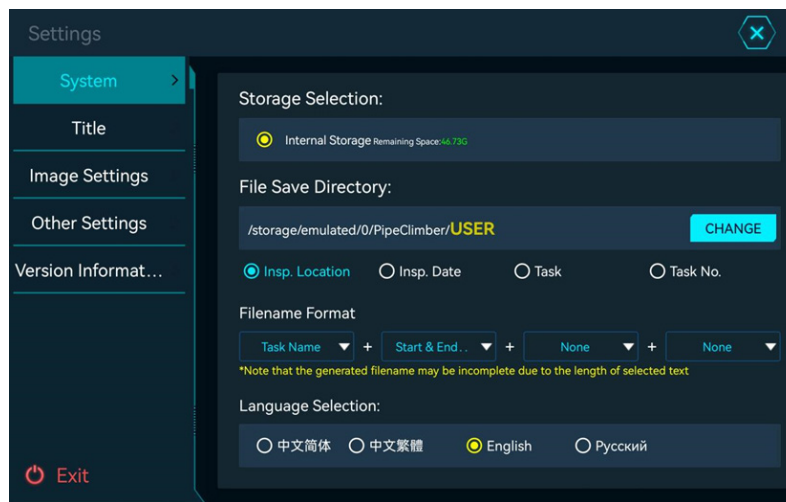 Settings
System
Title
Image Settings
Other Settings
Version Informat...
Exit
Storage Selection:
Internal Storage Remaining Space:46.73G
File Save Directory:
/storage/emulated/0/PipeClimber/USER
CHANGE
Insp. Location Insp. Date Task Task No.
Filename Format
Task Name + Start & End.. + None + None
*Note that the generated filename may be incomplete due to the length of selected text
Language Selection:
中文简体 中文繁體 English Русский